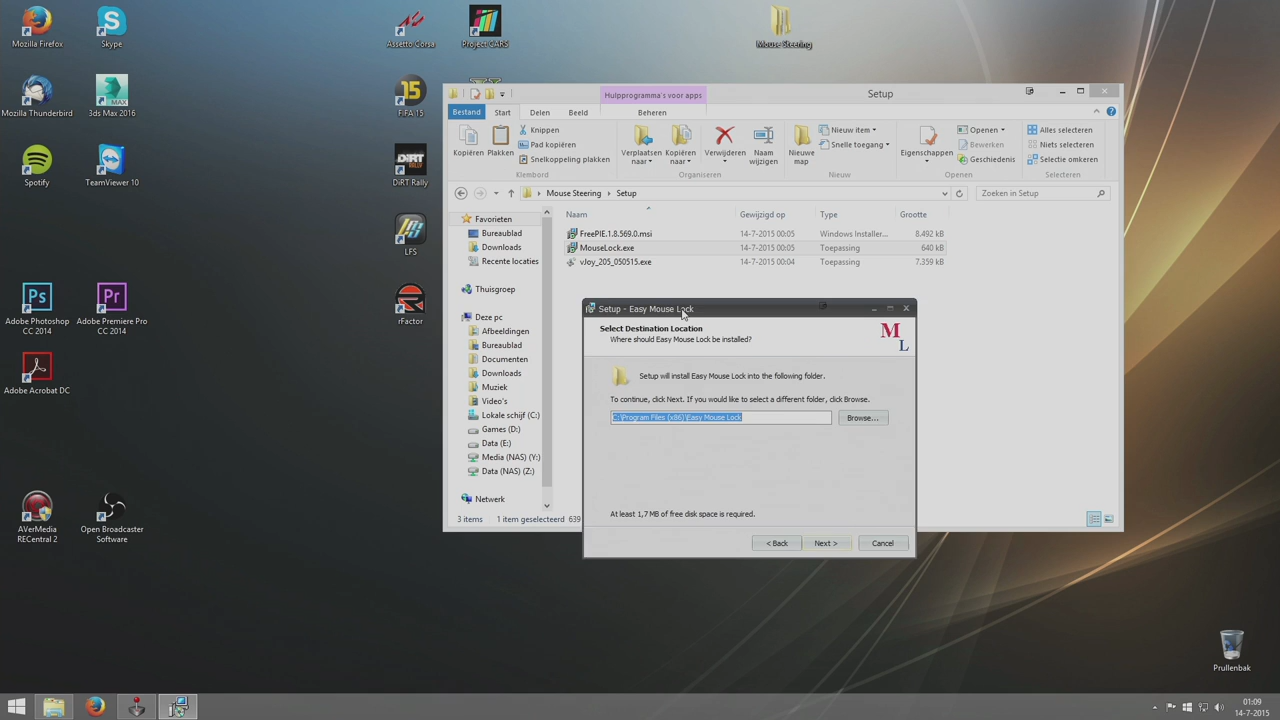 Mozilla Firefox
Skype
Assetto Corsa
Project CARS
Mouse Steering
Mozilla Thunderbird
3ds Max 2016
FIFA 15
Spotify
TeamViewer 10
DiRT Rally
LFS
Adobe Photoshop CC 2014
Adobe Premiere Pro CC 2014
rFactor
Adobe Acrobat DC
AVerMedia RECentral 2
Open Broadcaster Software
Prullenbak
Hulpprogramma's voor apps
Setup
Bestand Start Delen Beeld Beheren
Kopiëren Plakken
Knippen
Pad kopiëren
Snelkoppeling plakken
Klembord
Verplaatsen naar
Kopiëren naar
Verwijderen
Naam wijzigen
Organiseren
Nieuwe map
Nieuw item
Snelle toegang
Nieuw
Eigenschappen
Openen
Bewerken
Geschiedenis
Openen
Alles selecteren
Niets selecteren
Selectie omkeren
Selecteren
Mouse Steering Setup
Zoeken in Setup
Favorieten
Bureaublad
Downloads
Recente locaties
Thuisgroep
Deze pc
Afbeeldingen
Bureaublad
Documenten
Downloads
Muziek
Video's
Lokale schijf (C:)
Games (D:)
Data (E:)
Media (NAS) (Y:)
Data (NAS) (Z:)
Netwerk
Naam Gewijzigd op Type Grootte
FreePIE.1.8.569.0.msi 14-7-2015 00:05 Windows Installer... 8.492 kB
MouseLock.exe 14-7-2015 00:05 Toepassing 640 kB
vJoy_205_050515.exe 14-7-2015 00:04 Toepassing 7.359 kB
3 items 1 item geselecteerd 639
Setup - Easy Mouse Lock
Select Destination Location
Where should Easy Mouse Lock be installed?
M L
Setup will install Easy Mouse Lock into the following folder.
To continue, click Next. If you would like to select a different folder, click Browse.
C:\Program Files (x86)\Easy Mouse Lock
Browse...
At least 1,7 MB of free disk space is required.
< Back Next > Cancel
01:09
14-7-2015